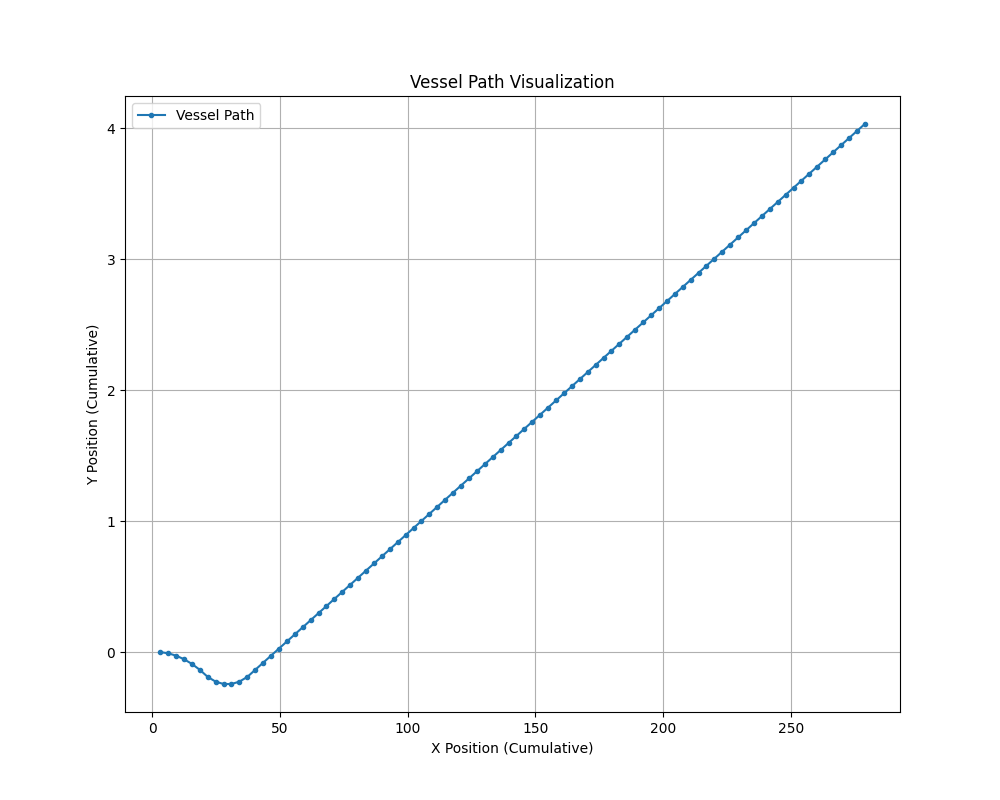 Vessel Path Visualization
Vessel Path
Y Position (Cumulative)
4
3
2
1
0
0 50 100 150 200 250
X Position (Cumulative)